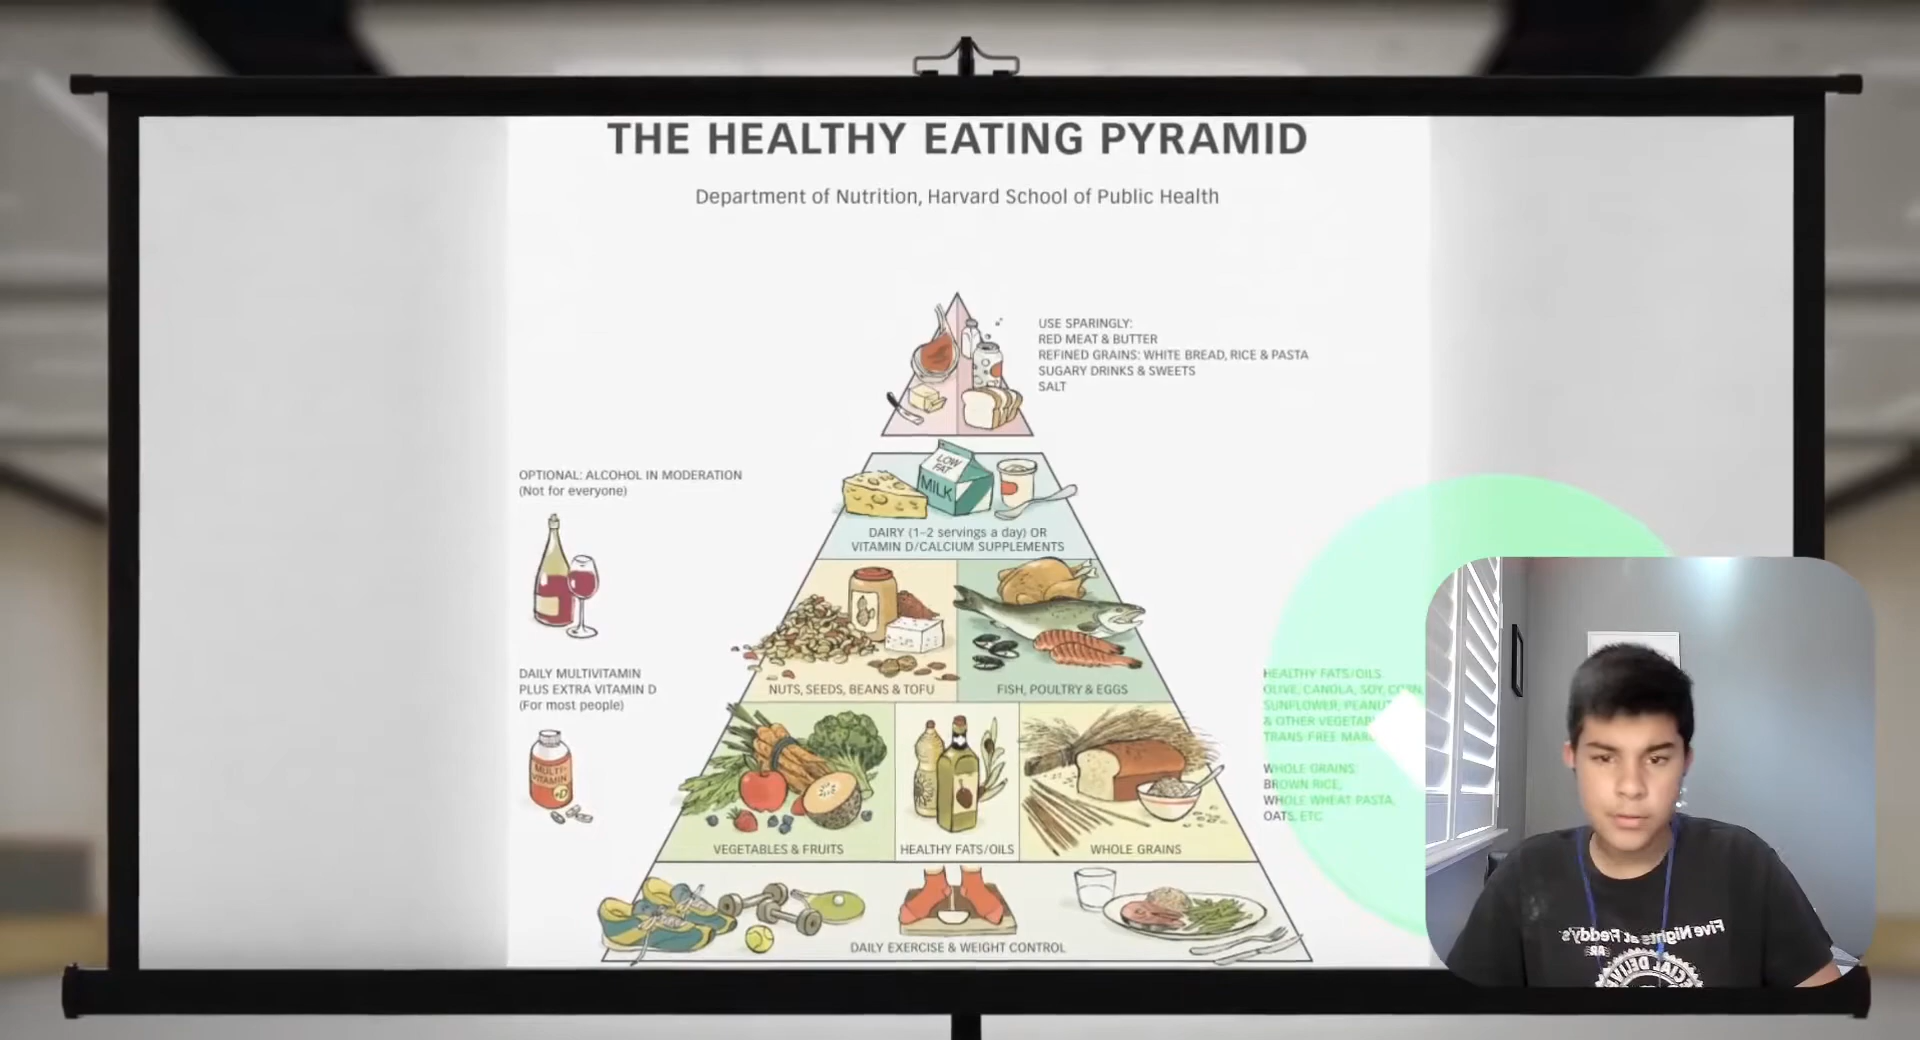 THE HEALTHY EATING PYRAMID
Department of Nutrition, Harvard School of Public Health
USE SPARINGLY:
RED MEAT & BUTTER
REFINED GRAINS: WHITE BREAD, RICE & PASTA
SUGARY DRINKS & SWEETS
SALT
OPTIONAL: ALCOHOL IN MODERATION
(Not for everyone)
LOW
FAT
MILK
DAIRY (1–2 servings a day) OR
VITAMIN D/CALCIUM SUPPLEMENTS
DAILY MULTIVITAMIN
PLUS EXTRA VITAMIN D
(For most people)
MULTI-
VITAMIN
+D
NUTS, SEEDS, BEANS & TOFU
FISH, POULTRY & EGGS
HEALTHY FATS/OILS:
OLIVE, CANOLA, SOY, CORN,
SUNFLOWER, PEANUT
& OTHER
TRANS-FREE
WHOLE GRAINS:
BROWN RICE,
WHOLE WHEAT PASTA,
OATS, ETC.
VEGETABLES & FRUITS
HEALTHY FATS/OILS
WHOLE GRAINS
DAILY EXERCISE & WEIGHT CONTROL
Five Nights at Freddy's
AR